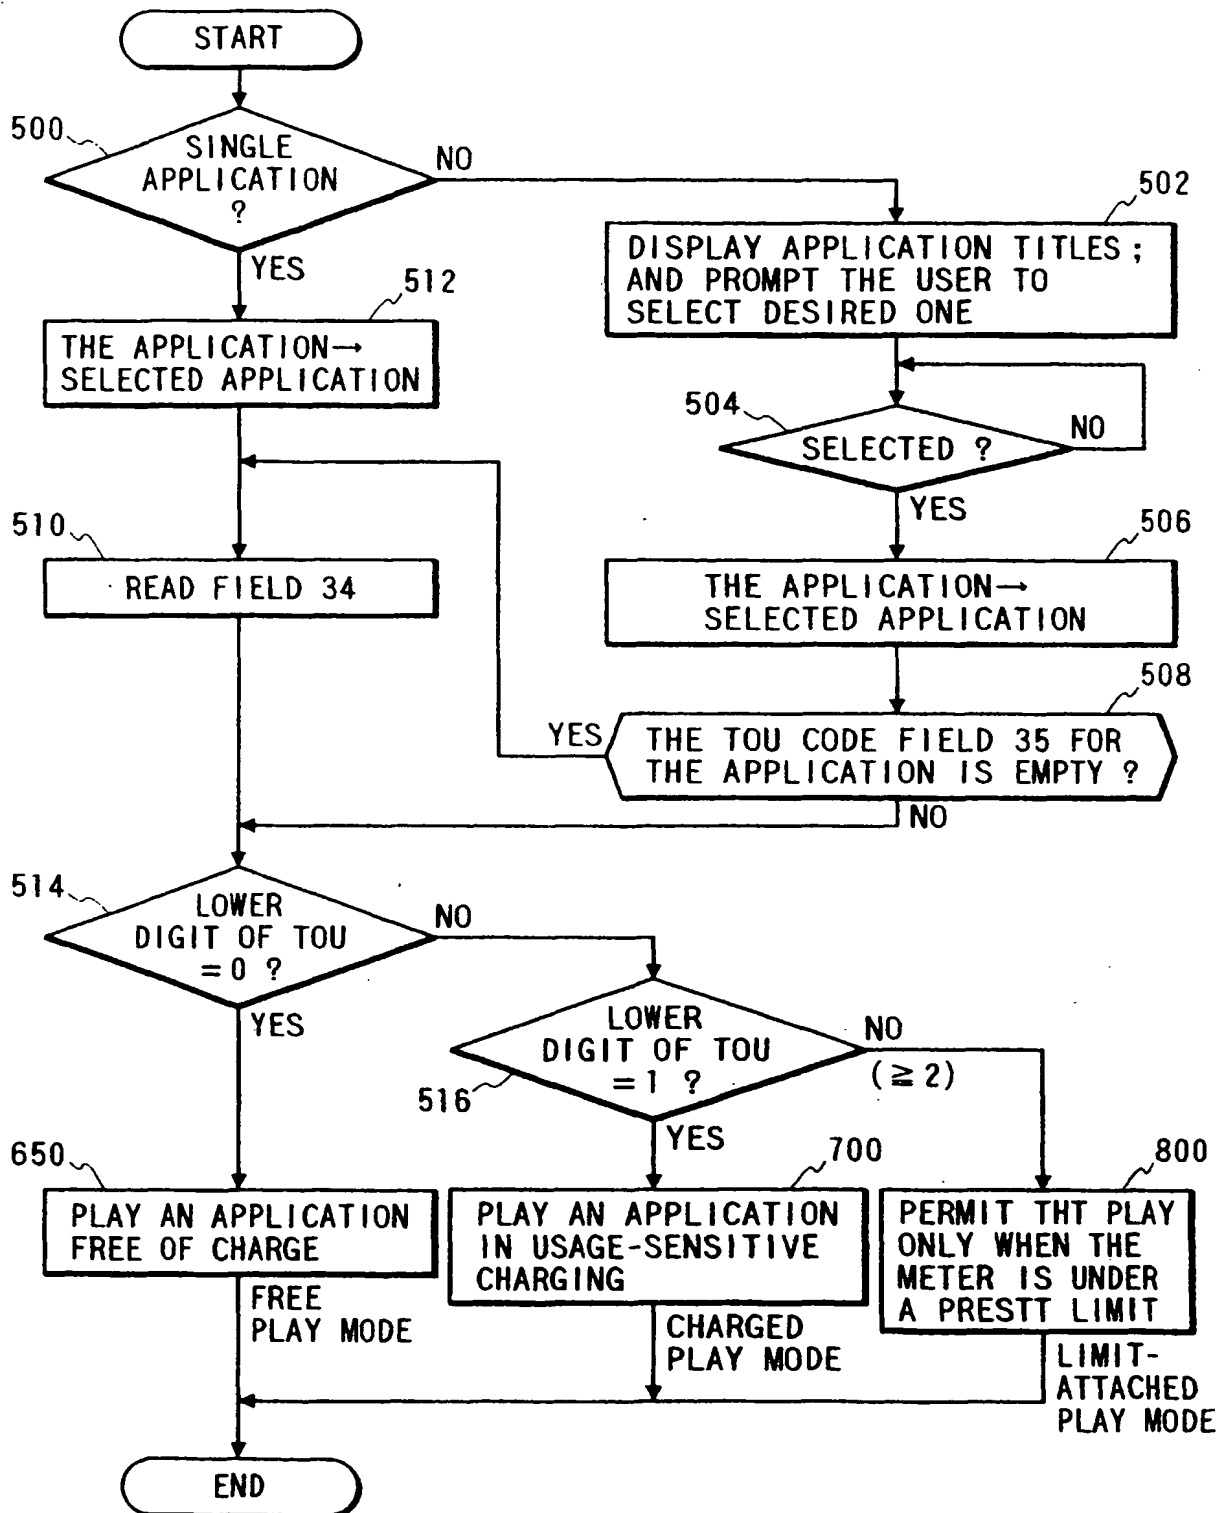 START
500
SINGLE
APPLICATION
?
NO
YES
502
DISPLAY APPLICATION TITLES;
AND PROMPT THE USER TO
SELECT DESIRED ONE
512
THE APPLICATION→
SELECTED APPLICATION
504
SELECTED ?
NO
YES
510
READ FIELD 34
506
THE APPLICATION→
SELECTED APPLICATION
508
YES
THE TOU CODE FIELD 35 FOR
THE APPLICATION IS EMPTY ?
NO
514
LOWER
DIGIT OF TOU
=0 ?
NO
YES
516
LOWER
DIGIT OF TOU
=1 ?
NO
(≧2)
YES
650
PLAY AN APPLICATION
FREE OF CHARGE
FREE
PLAY MODE
700
PLAY AN APPLICATION
IN USAGE-SENSITIVE
CHARGING
CHARGED
PLAY MODE
800
PERMIT THT PLAY
ONLY WHEN THE
METER IS UNDER
A PRESTT LIMIT
LIMIT-
ATTACHED
PLAY MODE
END